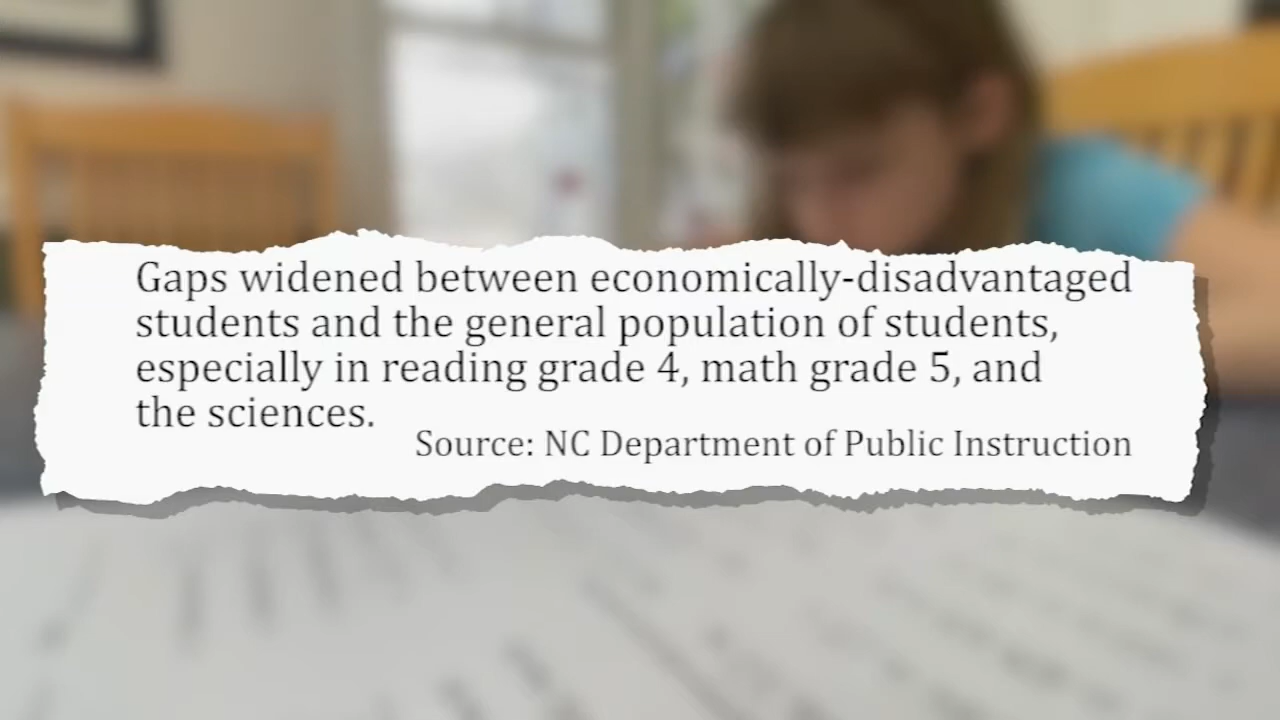 Gaps widened between economically-disadvantaged
students and the general population of students,
especially in reading grade 4, math grade 5, and
the sciences.
Source: NC Department of Public Instruction